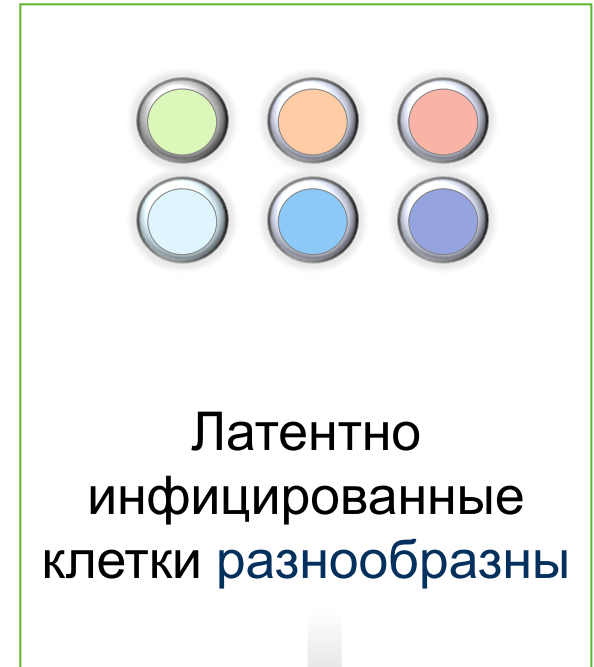 Латентно
инфицированные
клетки разнообразны